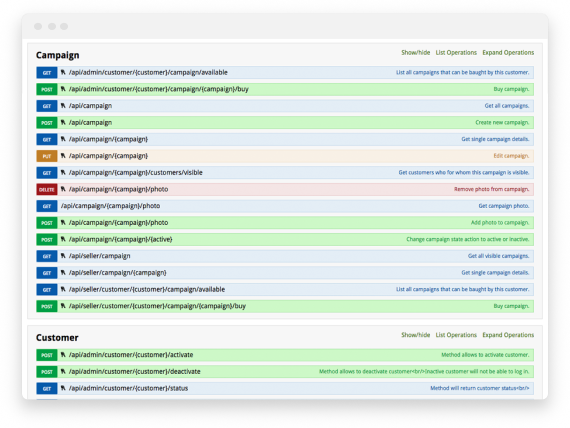 Campaign Show/hide List Operations Expand Operations
GET /api/admin/customer/{customer}/campaign/available List all campaigns that can be baught by this customer.
POST /api/admin/customer/{customer}/campaign/{campaign}/buy Buy campaign.
GET /api/campaign Get all campaigns.
POST /api/campaign Create new campaign.
GET /api/campaign/{campaign} Get single campaign details.
PUT /api/campaign/{campaign} Edit campaign.
GET /api/campaign/{campaign}/customers/visible Get customers who for whom this campaign is visible.
DELETE /api/campaign/{campaign}/photo Remove photo from campaign.
GET /api/campaign/{campaign}/photo Get campaign photo.
POST /api/campaign/{campaign}/photo Add photo to campaign.
POST /api/campaign/{campaign}/{active} Change campaign state action to active or inactive.
GET /api/seller/campaign Get all visible campaigns.
GET /api/seller/campaign/{campaign} Get single campaign details.
GET /api/seller/customer/{customer}/campaign/available List all campaigns that can be baught by this customer.
POST /api/seller/customer/{customer}/campaign/{campaign}/buy Buy campaign.
Customer Show/hide List Operations Expand Operations
POST /api/admin/customer/{customer}/activate Method allows to activate customer.
POST /api/admin/customer/{customer}/deactivate Method allows to deactivate customer<br/>Inactive customer will not be able to log in.
GET /api/admin/customer/{customer}/status Method will return customer status<br/>